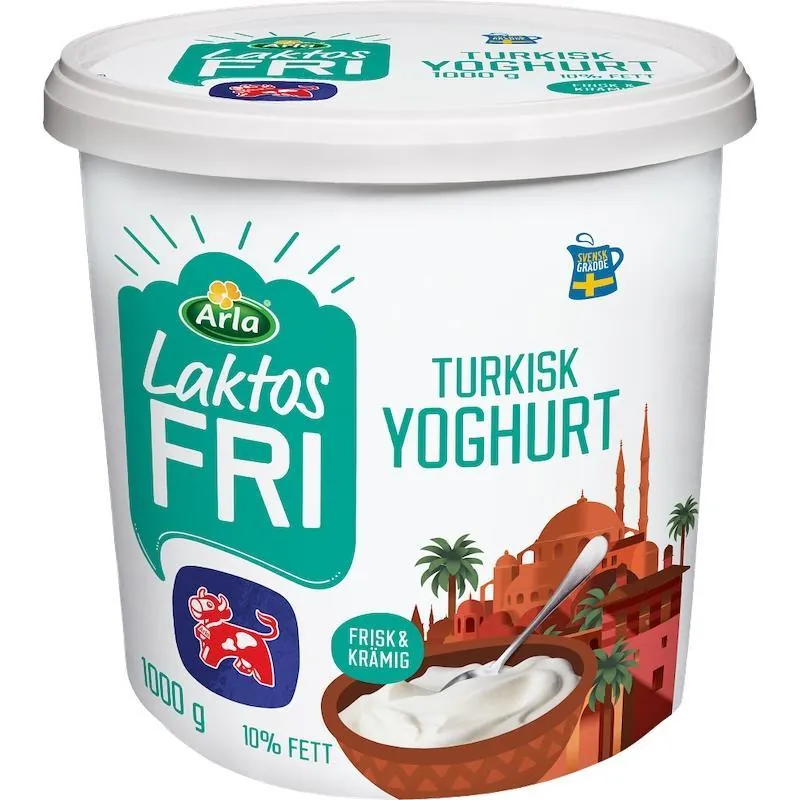 Arla
Laktos
FRI
TURKISK
YOGHURT
1000 g
10% FETT
FRISK &
KRÄMIG
SVENSK
GRÄDDE
Arla
Laktos
FRI
TURKISK
YOGHURT
FRISK &
KRÄMIG
1000 g
10% FETT